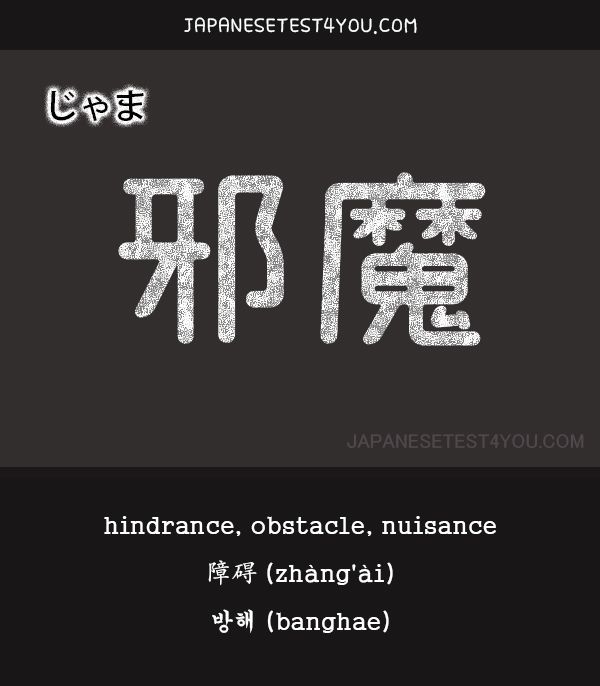 JAPANESETEST4YOU.COM
じゃま
邪魔
JAPANESETEST4YOU.COM
hindrance, obstacle, nuisance
障碍 (zhàng'ài)
방해 (banghae)